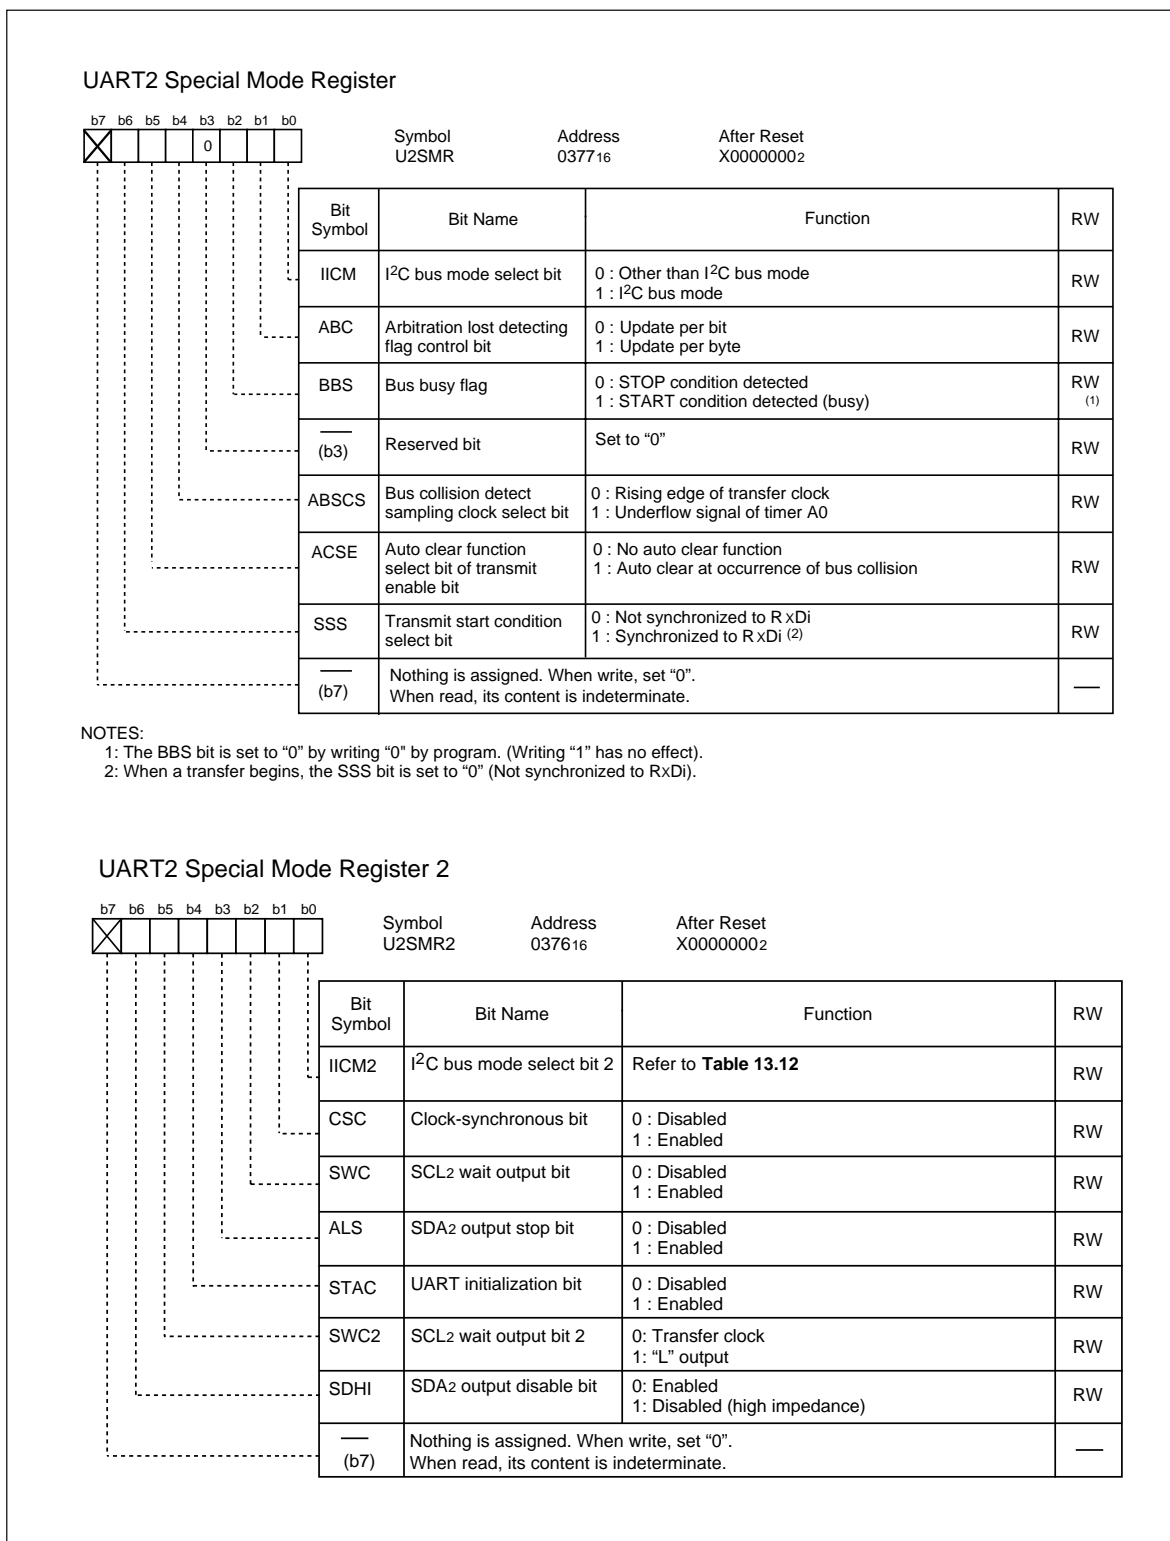 UART2 Special Mode Register
b7 b6 b5 b4 b3 b2 b1 b0
0
Symbol Address After Reset
U2SMR 037716 X00000002
Bit Symbol Bit Name Function RW
IICM I2C bus mode select bit 0 : Other than I2C bus mode
1 : I2C bus mode RW
ABC Arbitration lost detecting 0 : Update per bit
flag control bit 1 : Update per byte RW
BBS Bus busy flag 0 : STOP condition detected RW
1 : START condition detected (busy) (1)
(b3) Reserved bit Set to “0” RW
ABSCS Bus collision detect 0 : Rising edge of transfer clock
sampling clock select bit 1 : Underflow signal of timer A0 RW
ACSE Auto clear function 0 : No auto clear function
select bit of transmit 1 : Auto clear at occurrence of bus collision RW
enable bit
SSS Transmit start condition 0 : Not synchronized to RxDi
select bit 1 : Synchronized to RxDi (2) RW
Nothing is assigned. When write, set “0”.
(b7) When read, its content is indeterminate. —
NOTES:
1: The BBS bit is set to “0” by writing “0" by program. (Writing “1” has no effect).
2: When a transfer begins, the SSS bit is set to “0” (Not synchronized to RxDi).
UART2 Special Mode Register 2
b7 b6 b5 b4 b3 b2 b1 b0
Symbol Address After Reset
U2SMR2 037616 X00000002
Bit Symbol Bit Name Function RW
IICM2 I2C bus mode select bit 2 Refer to Table 13.12 RW
CSC Clock-synchronous bit 0 : Disabled
1 : Enabled RW
SWC SCL2 wait output bit 0 : Disabled
1 : Enabled RW
ALS SDA2 output stop bit 0 : Disabled
1 : Enabled RW
STAC UART initialization bit 0 : Disabled
1 : Enabled RW
SWC2 SCL2 wait output bit 2 0: Transfer clock
1: “L” output RW
SDHI SDA2 output disable bit 0: Enabled
1: Disabled (high impedance) RW
Nothing is assigned. When write, set “0”.
(b7) When read, its content is indeterminate. —